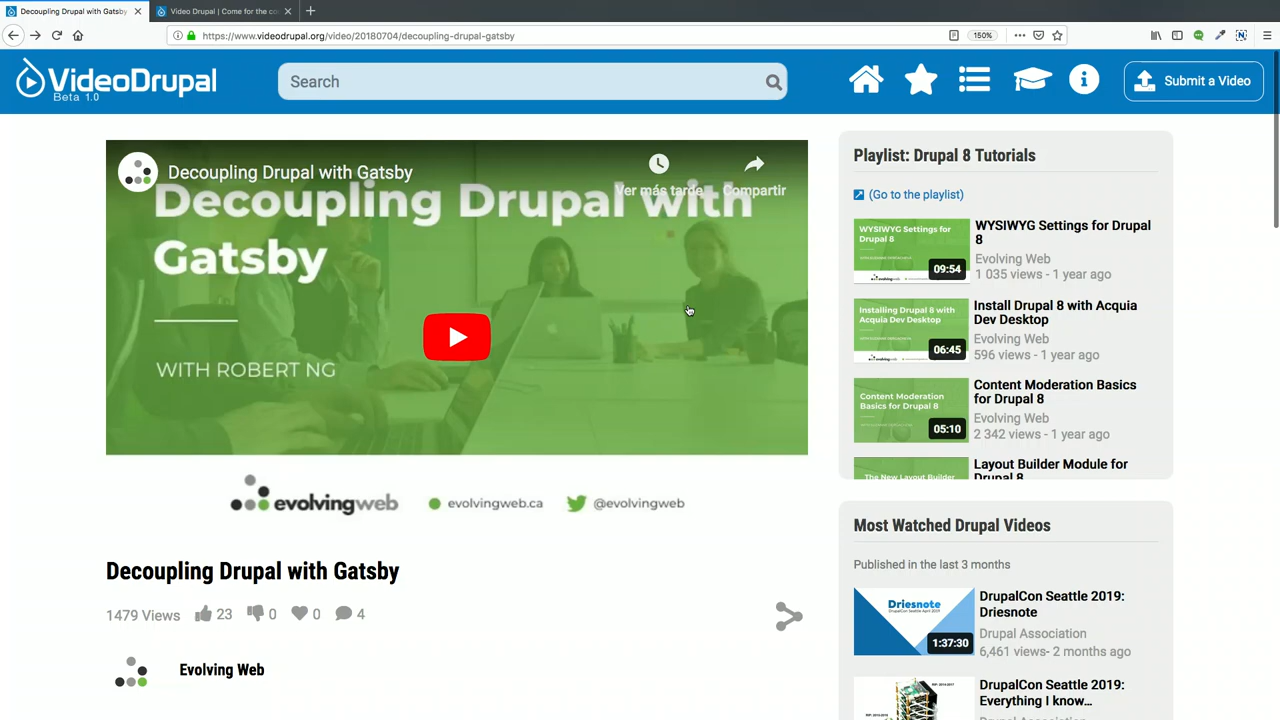 Decoupling Drupal with Gatsby
Video Drupal | Come for the co
https://www.videodrupal.org/video/20180704/decoupling-drupal-gatsby
150%
VideoDrupal
Beta 1.0
Search
Submit a Video
Decoupling Drupal with Gatsby
Ver más tarde
Compartir
Decoupling Drupal with
Gatsby
WITH ROBERT NG
evolvingweb
evolvingweb.ca
@evolvingweb
Decoupling Drupal with Gatsby
1479 Views
23
0
0
4
Evolving Web
Playlist: Drupal 8 Tutorials
(Go to the playlist)
WYSIWYG Settings for
Drupal 8
09:54
WYSIWYG Settings for Drupal
8
Evolving Web
1 035 views - 1 year ago
Installing Drupal 8 with
Acquia Dev Desktop
06:45
Install Drupal 8 with Acquia
Dev Desktop
Evolving Web
596 views - 1 year ago
Content Moderation
Basics for Drupal 8
05:10
Content Moderation Basics
for Drupal 8
Evolving Web
2 342 views - 1 year ago
The New Layout Builder
Layout Builder Module for
Drupal 8
Most Watched Drupal Videos
Published in the last 3 months
Driesnote
1:37:30
DrupalCon Seattle 2019:
Driesnote
Drupal Association
6,461 views- 2 months ago
DrupalCon Seattle 2019:
Everything I know...
Drupal Association